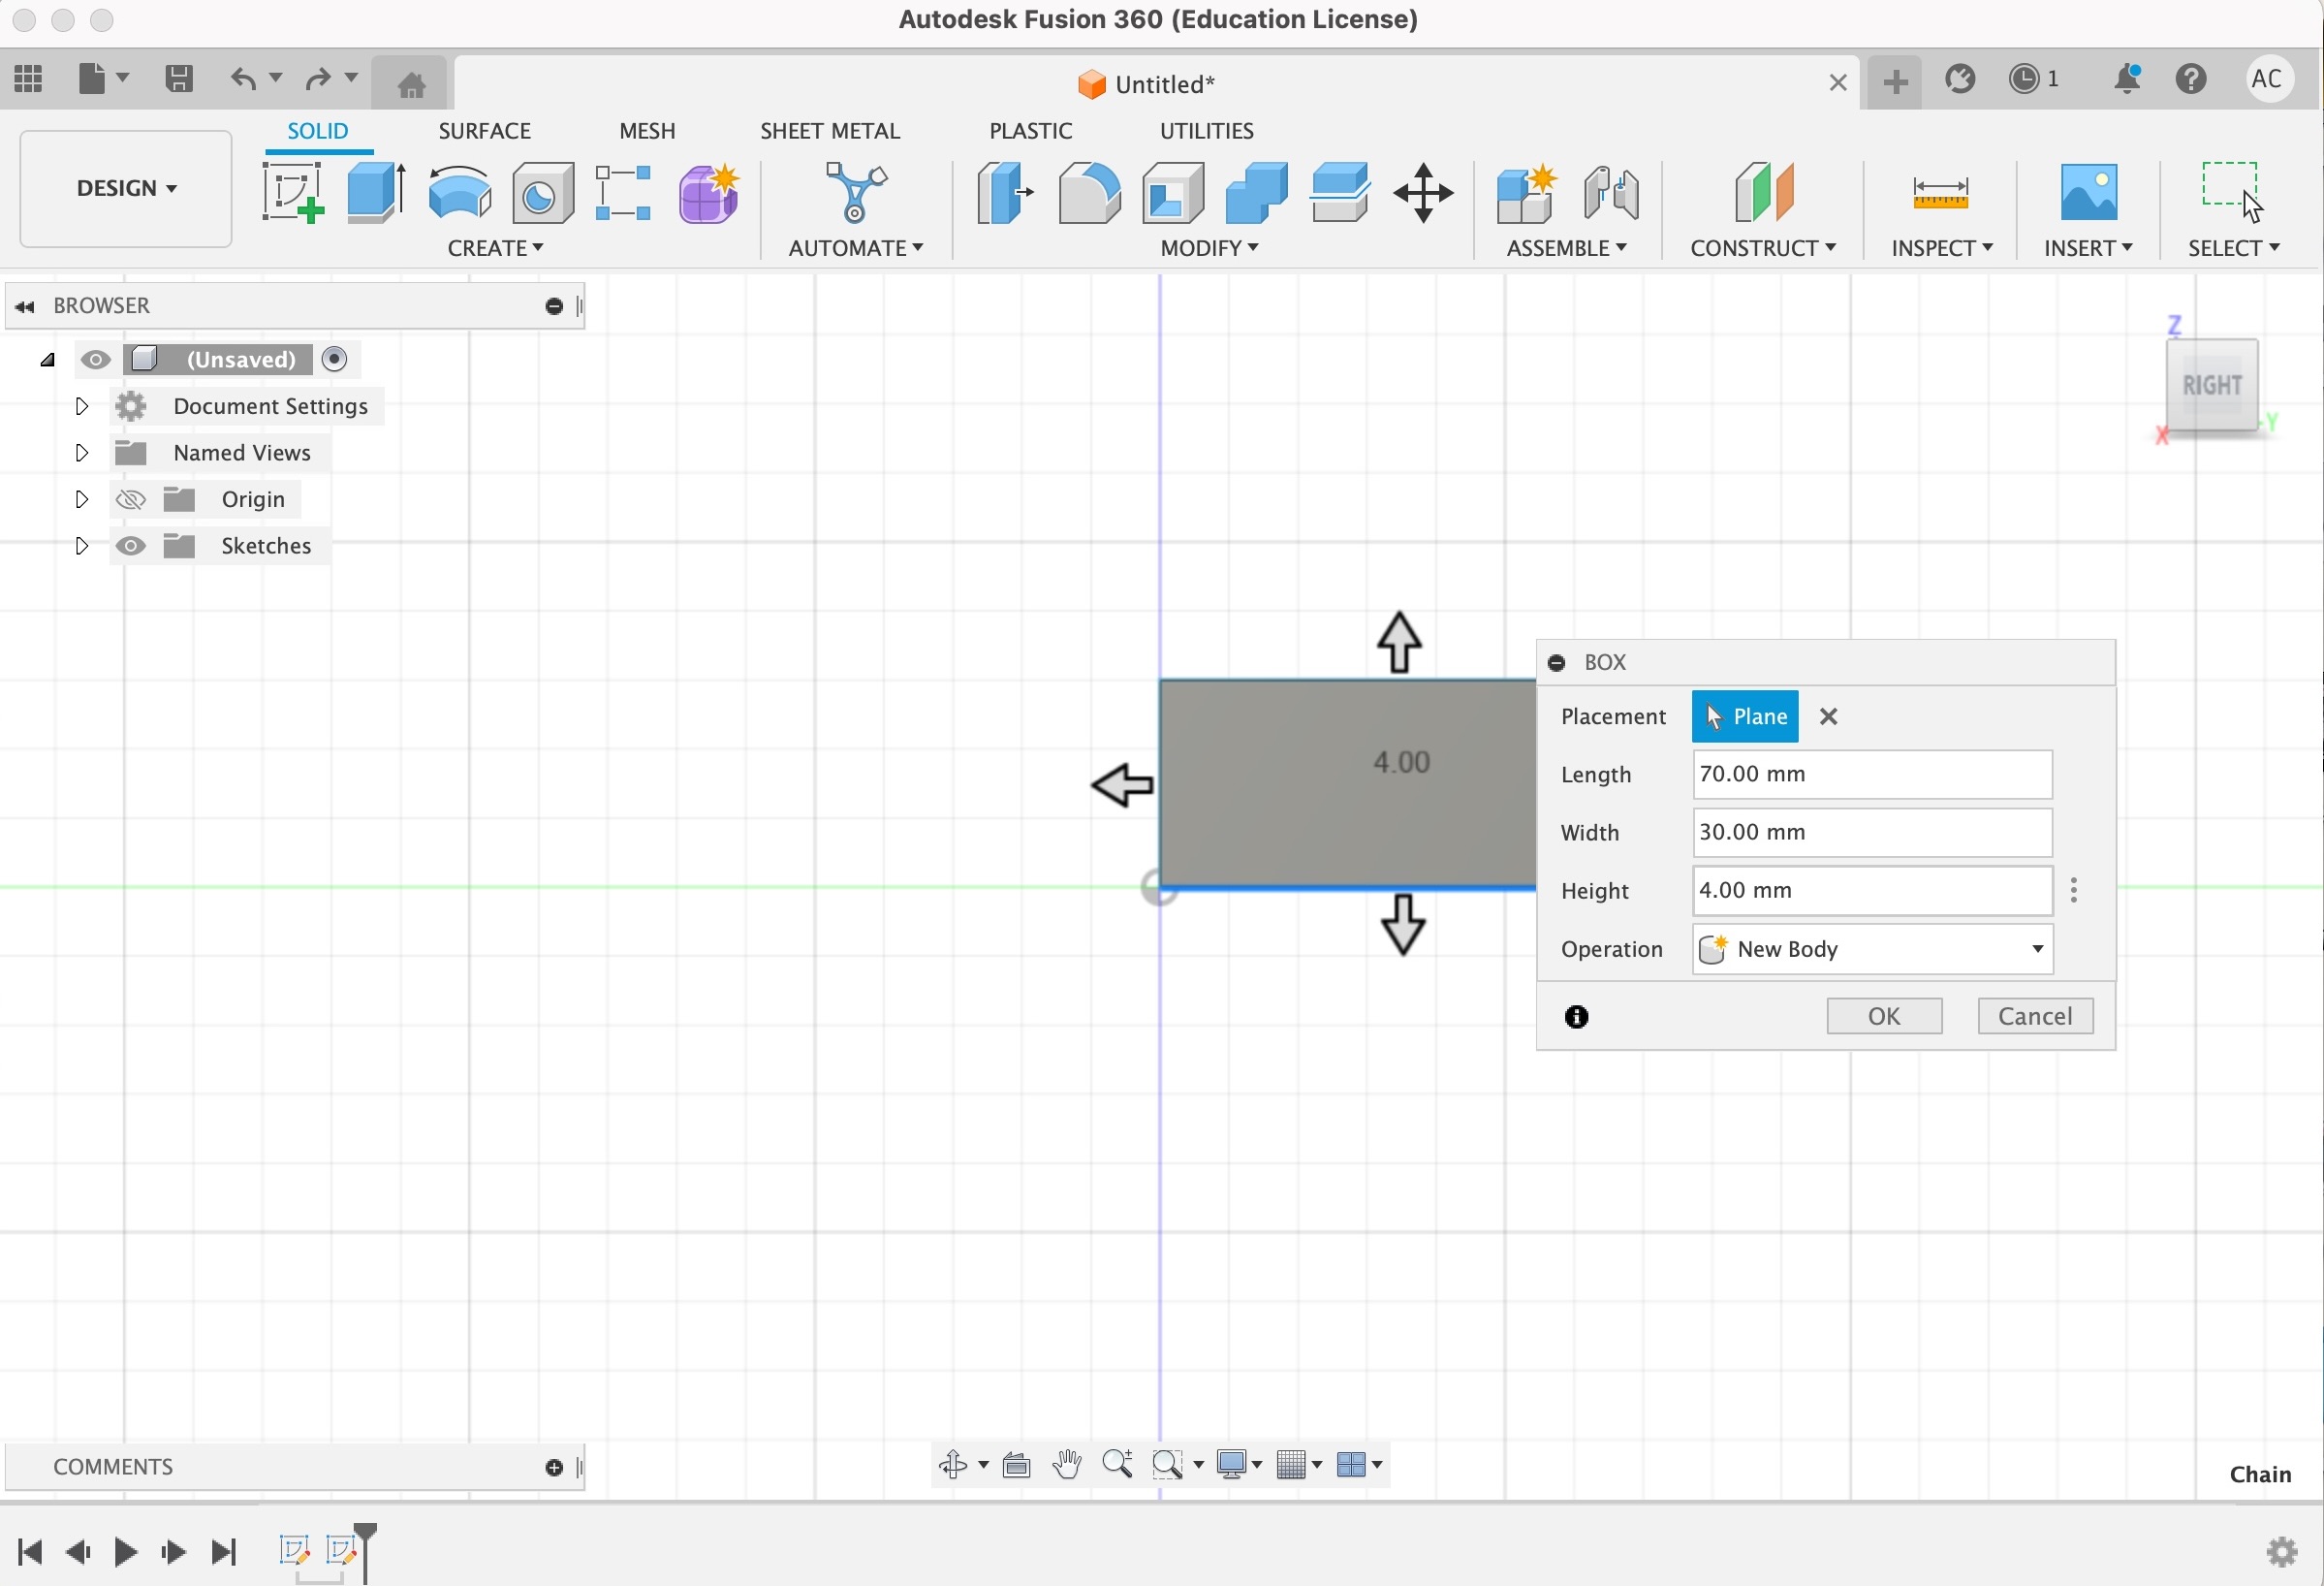 Autodesk Fusion 360 (Education License)
Untitled*
1
AC
DESIGN
SOLID
SURFACE
MESH
SHEET METAL
PLASTIC
UTILITIES
CREATE
AUTOMATE
MODIFY
ASSEMBLE
CONSTRUCT
INSPECT
INSERT
SELECT
BROWSER
(Unsaved)
Document Settings
Named Views
Origin
Sketches
Z
RIGHT
X
Y
4.00
BOX
Placement Plane
Length 70.00 mm
Width 30.00 mm
Height 4.00 mm
Operation New Body
OK Cancel
COMMENTS
Chain